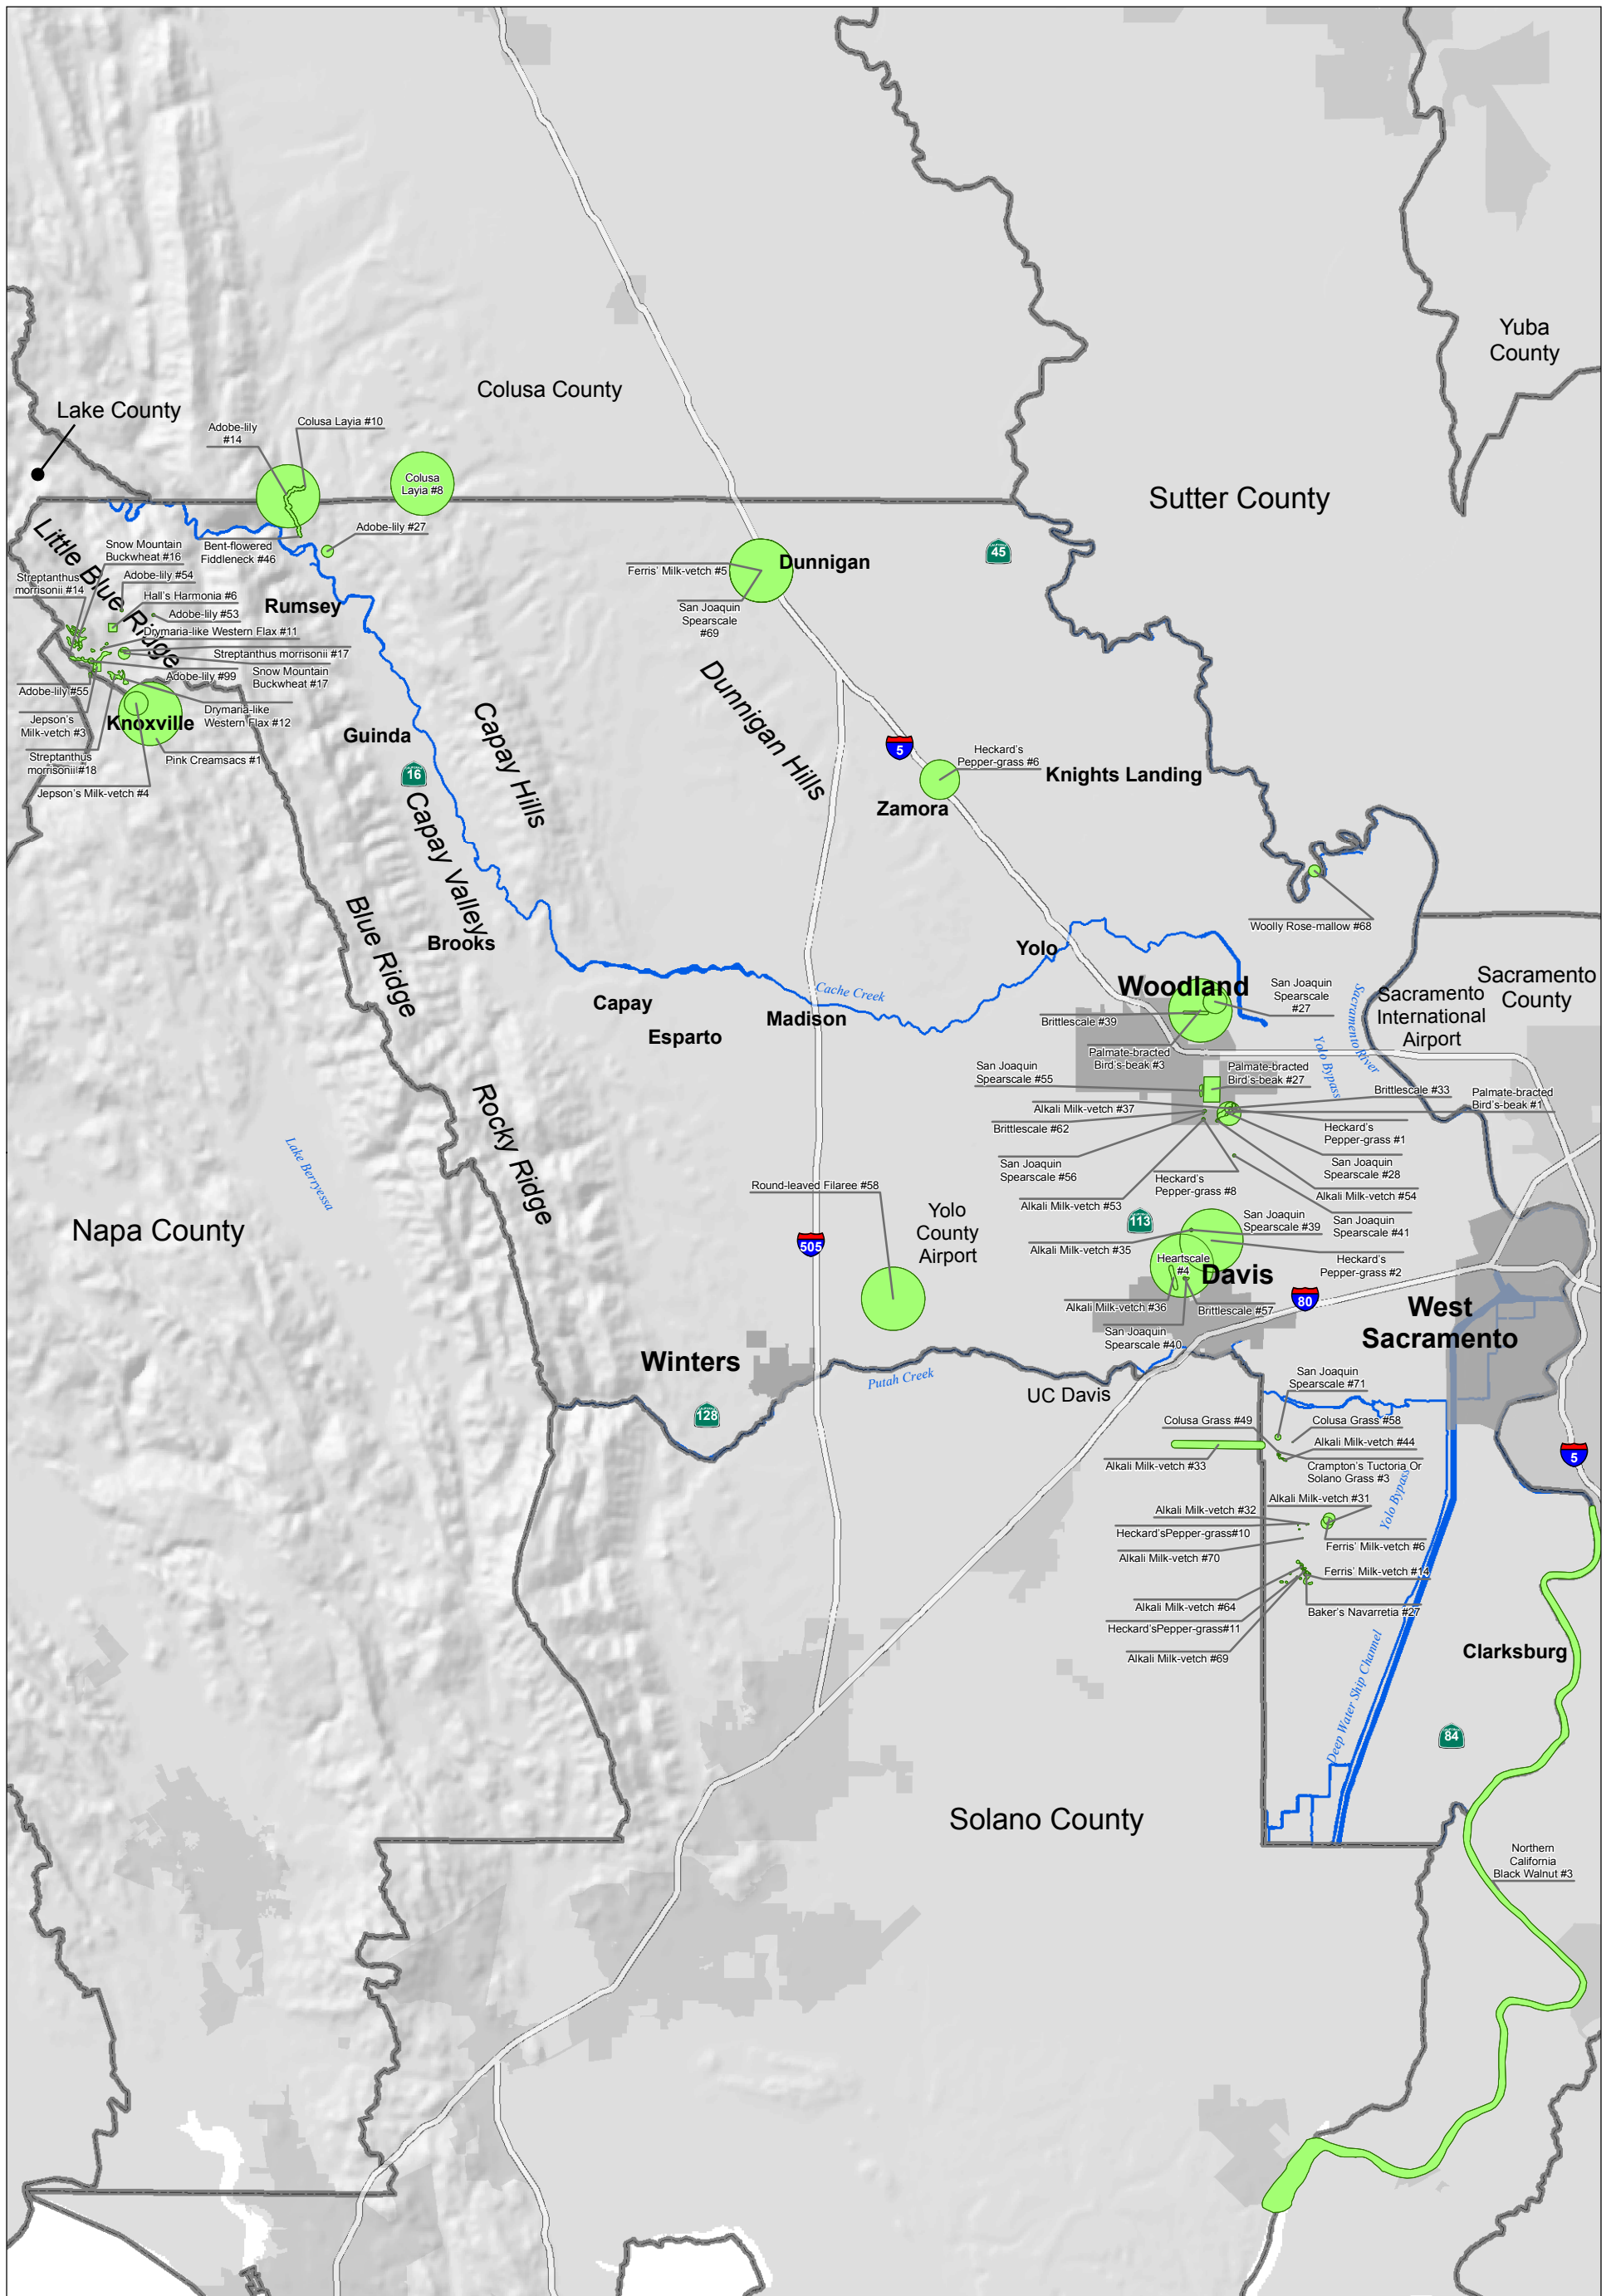 Yuba
County
Colusa County
Lake County
Adobe-lily
#14
Colusa Layia #10
Colusa
Layia #8
Sutter County
Adobe-lily #27
Bent-flowered
Fiddleneck #46
Little Blue Ridge
Snow Mountain
Buckwheat #16
Streptanthus
morrisonii #14
Adobe-lily #54
Hall's Harmonia #6
Adobe-lily #53
Drymaria-like Western Flax #11
Streptanthus morrisonii #17
Adobe-lily #99
Snow Mountain
Buckwheat #17
Adobe-lily #55
Jepson's
Milk-vetch #3
Drymaria-like
Western Flax #12
Knoxville
Streptanthus
morrisonii#18
Pink Creamsacs #1
Jepson's Milk-vetch #4
Rumsey
Guinda
16
Capay Hills
Capay Valley
Brooks
Blue Ridge
Rocky Ridge
Ferris' Milk-vetch #5
Dunnigan
San Joaquin
Spearscale
#69
45
Dunnigan Hills
5
Heckard's
Pepper-grass #6
Knights Landing
Zamora
Woolly Rose-mallow #68
Yolo
Cache Creek
Capay
Esparto
Madison
Woodland
San Joaquin
Spearscale
#27
Brittlescale #39
Palmate-bracted
Bird's-beak #3
Sacramento River
Yolo Bypass
Sacramento
International
Airport
Sacramento
County
San Joaquin
Spearscale #55
Palmate-bracted
Bird's-beak #27
Brittlescale #33
Palmate-bracted
Bird's-beak #1
Alkali Milk-vetch #37
Brittlescale #62
Heckard's
Pepper-grass #1
San Joaquin
Spearscale #56
San Joaquin
Spearscale #28
Heckard's
Pepper-grass #8
Alkali Milk-vetch #53
Alkali Milk-vetch #54
San Joaquin
Spearscale #41
Lake Berryessa
Napa County
Round-leaved Filaree #58
Yolo
County
Airport
505
113
San Joaquin
Spearscale #39
Alkali Milk-vetch #35
Heckard's
Pepper-grass #2
Heartscale
#4
Davis
Alkali Milk-vetch #36
Brittlescale #57
San Joaquin
Spearscale #40
80
West
Sacramento
Winters
Putah Creek
128
UC Davis
San Joaquin
Spearscale #71
Colusa Grass #49
Colusa Grass #58
Alkali Milk-vetch #44
Alkali Milk-vetch #33
Crampton's Tuctoria Or
Solano Grass #3
5
Alkali Milk-vetch #31
Alkali Milk-vetch #32
Heckard'sPepper-grass#10
Alkali Milk-vetch #70
Ferris' Milk-vetch #6
Yolo Bypass
Ferris' Milk-vetch #14
Alkali Milk-vetch #64
Baker's Navarretia #27
Heckard'sPepper-grass#11
Alkali Milk-vetch #69
Clarksburg
Deep Water Ship Channel
84
Solano County
Northern
California
Black Walnut #3